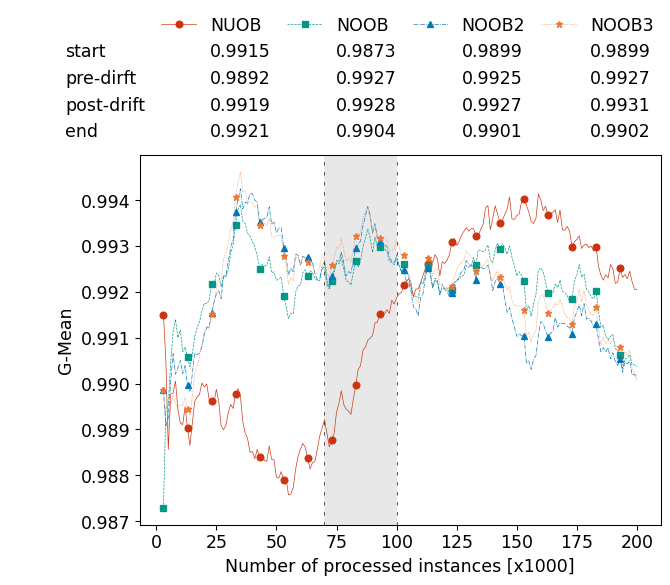 NUOB NOOB NOOB2 NOOB3
start 0.9915 0.9873 0.9899 0.9899
pre-dirft 0.9892 0.9927 0.9925 0.9927
post-drift 0.9919 0.9928 0.9927 0.9931
end 0.9921 0.9904 0.9901 0.9902
0.994
0.993
0.992
0.991
0.990
0.989
0.988
0.987
G-Mean
0 25 50 75 100 125 150 175 200
Number of processed instances [x1000]